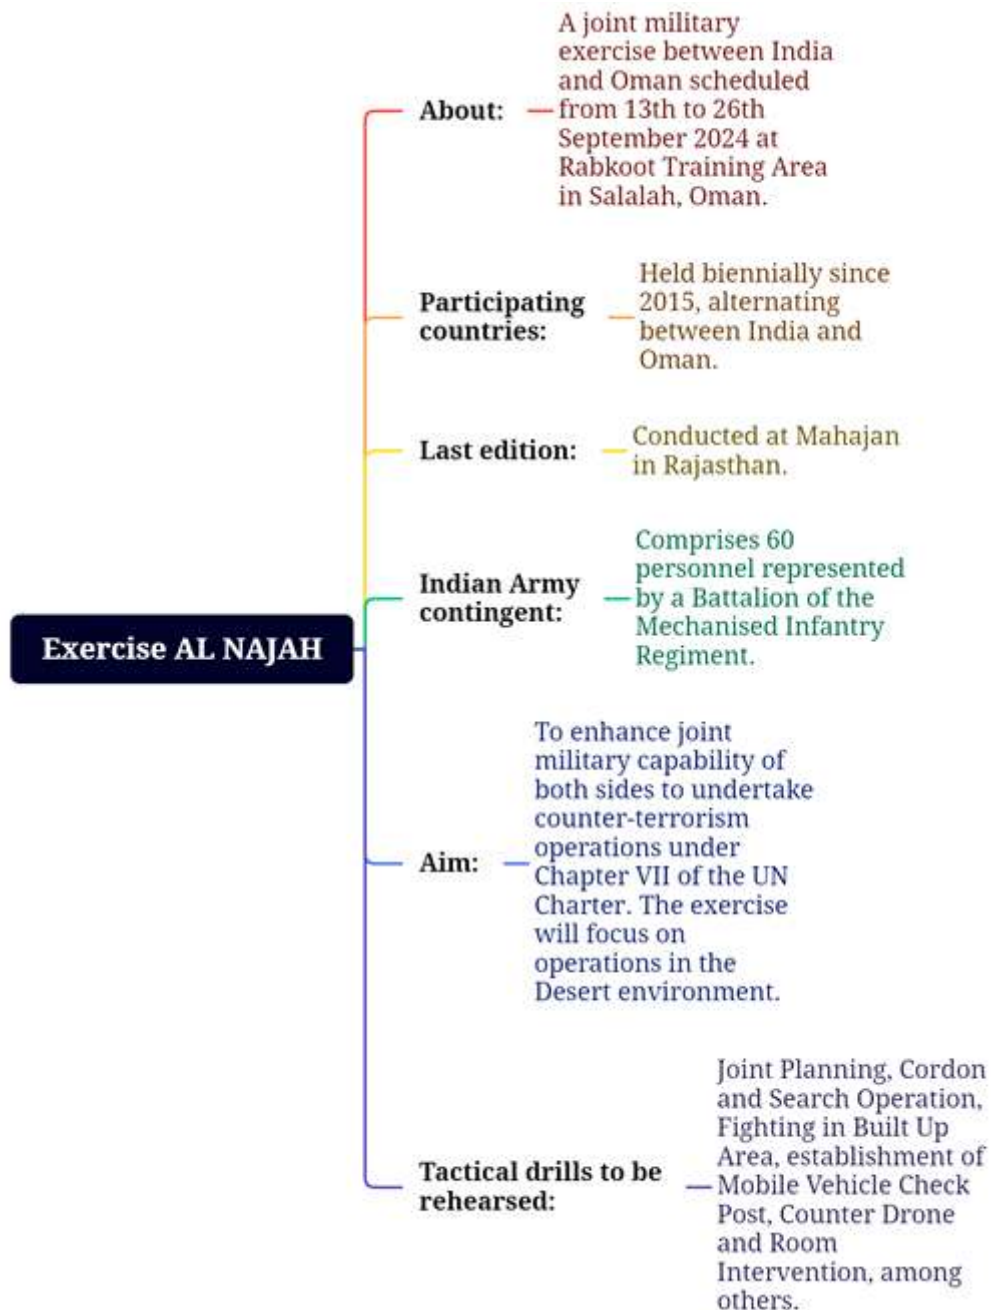 Exercise AL NAJAH
About:
A joint military
exercise between India
and Oman scheduled
from 13th to 26th
September 2024 at
Rabkoot Training Area
in Salalah, Oman.
Participating
countries:
Held biennially since
2015, alternating
between India and
Oman.
Last edition:
Conducted at Mahajan
in Rajasthan.
Indian Army
contingent:
Comprises 60
personnel represented
by a Battalion of the
Mechanised Infantry
Regiment.
Aim:
To enhance joint
military capability of
both sides to undertake
counter-terrorism
operations under
Chapter VII of the UN
Charter. The exercise
will focus on
operations in the
Desert environment.
Tactical drills to be
rehearsed:
Joint Planning, Cordon
and Search Operation,
Fighting in Built Up
Area, establishment of
Mobile Vehicle Check
Post, Counter Drone
and Room
Intervention, among
others.